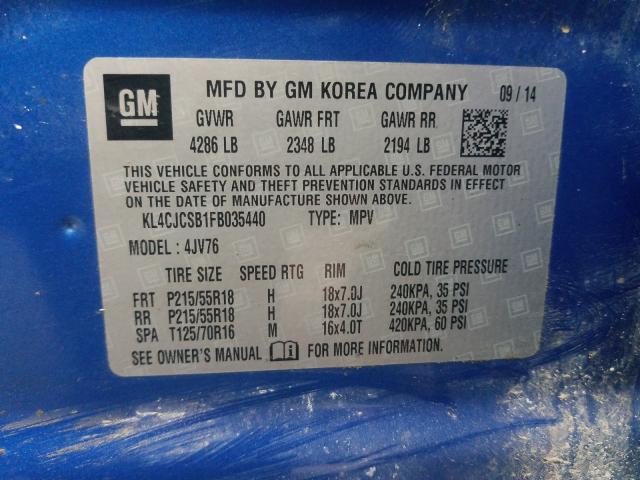 GM MFD BY GM KOREA COMPANY 09 / 14
GVWR GAWR FRT GAWR RR
4286 LB 2348 LB 2194 LB
THIS VEHICLE CONFORMS TO ALL APPLICABLE U.S. FEDERAL MOTOR
VEHICLE SAFETY AND THEFT PREVENTION STANDARDS IN EFFECT
ON THE DATE OF MANUFACTURE SHOWN ABOVE.
KL4CJCSB1FB035440 TYPE: MPV
MODEL : 4JV76
TIRE SIZE SPEED RTG RIM COLD TIRE PRESSURE
FRT P215/55R18 H 18x7.0J 240KPA, 35 PSI
RR P215/55R18 H 18x7.0J 240KPA, 35 PSI
SPA T125/70R16 M 16x4.0T 420KPA, 60 PSI
SEE OWNER'S MANUAL FOR MORE INFORMATION.